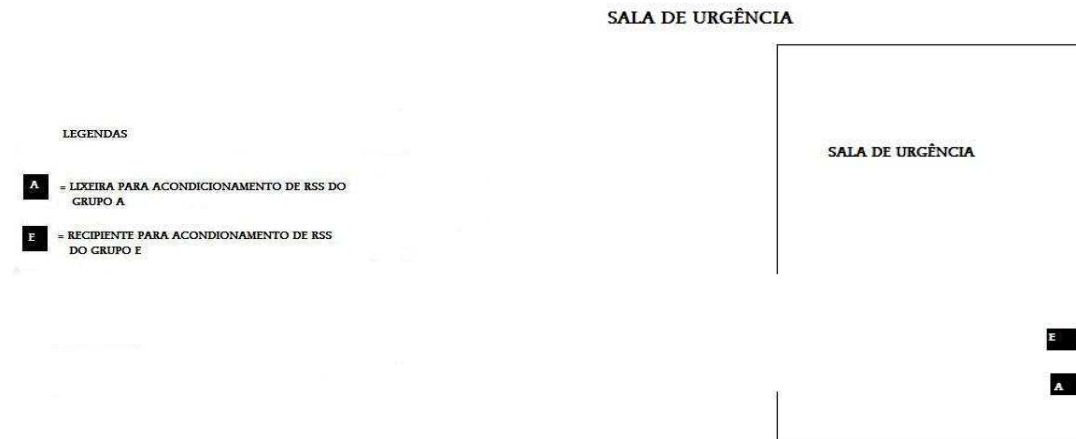 SALA DE URGÊNCIA
LEGENDAS
A = LIXEIRA PARA ACONDICIONAMENTO DE RSS DO
GRUPO A
E = RECIPIENTE PARA ACONDIONAMENTO DE RSS
DO GRUPO E
SALA DE URGÊNCIA
E
A